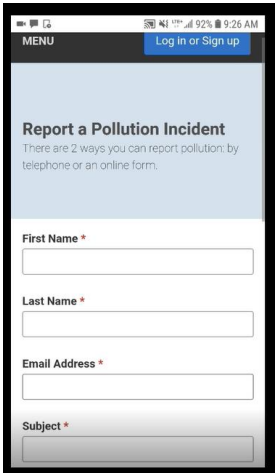 LTE+ 92% 9:26 AM
MENU Log in or Sign up
Report a Pollution Incident
There are 2 ways you can report pollution: by
telephone or an online form.
First Name *
Last Name *
Email Address *
Subject *